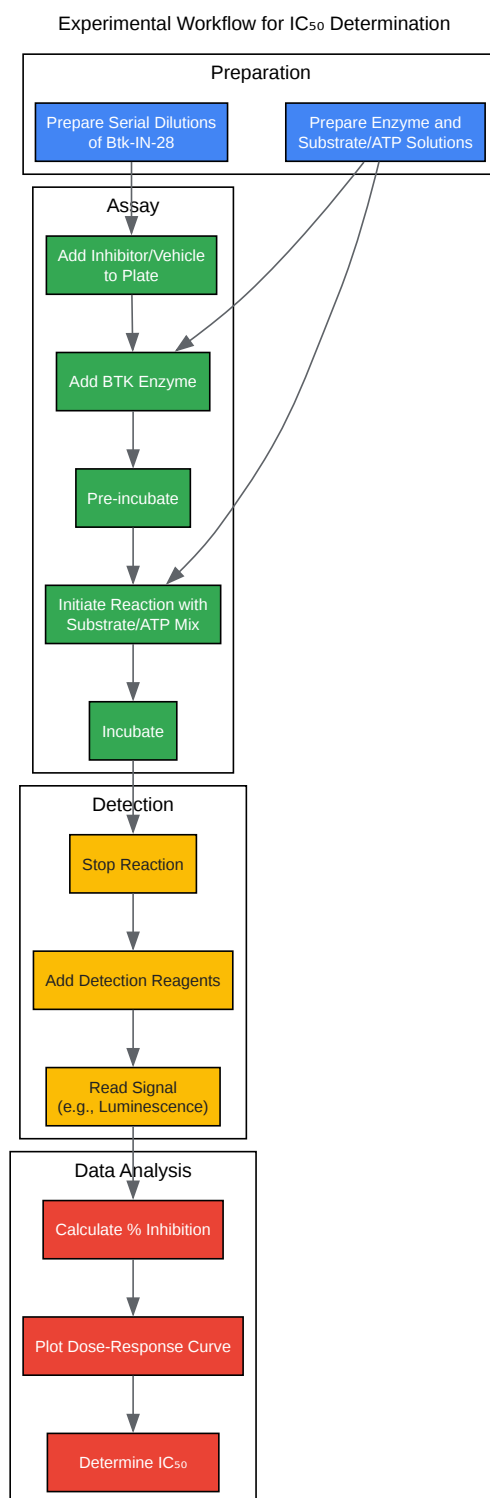 Experimental Workflow for IC₅₀ Determination
Preparation
Prepare Serial Dilutions
of Btk-IN-28
Prepare Enzyme and
Substrate/ATP Solutions
Assay
Add Inhibitor/Vehicle
to Plate
Add BTK Enzyme
Pre-incubate
Initiate Reaction with
Substrate/ATP Mix
Incubate
Detection
Stop Reaction
Add Detection Reagents
Read Signal
(e.g., Luminescence)
Data Analysis
Calculate % Inhibition
Plot Dose-Response Curve
Determine IC₅₀